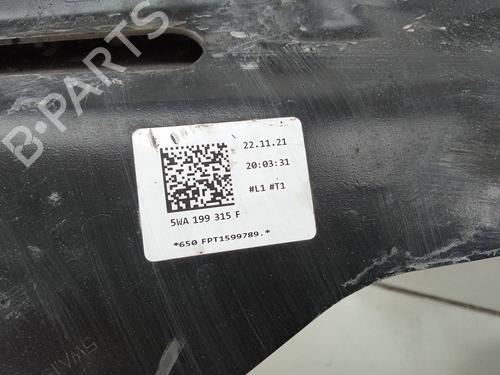 B-PARTS
22.11.21
20:03:31
#L1 #T1
5WA 199 315 F
*650 FPT1599789.*